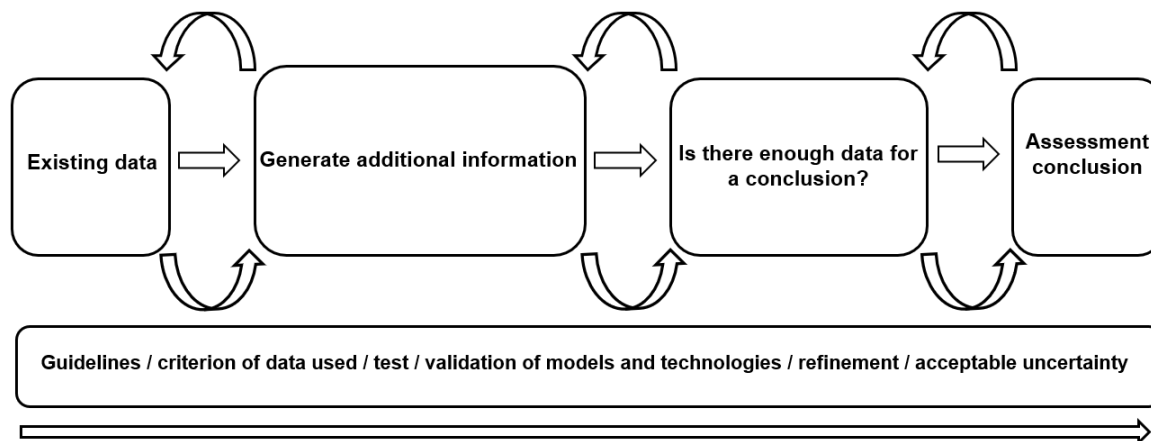 Existing data
Generate additional information
Is there enough data for
a conclusion?
Assessment
conclusion
Guidelines / criterion of data used / test / validation of models and technologies / refinement / acceptable uncertainty